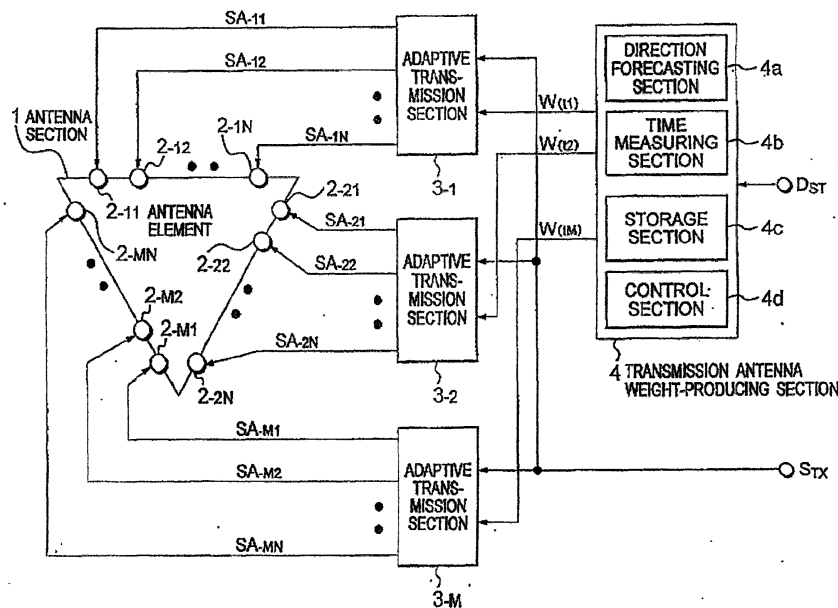 SA-11
SA-12
SA-1N
ADAPTIVE
TRANS-
MISSION
SECTION
3-1
1 ANTENNA
SECTION
2-11
2-12
2-1N
2-21
2-22
2-2N
2-M1
2-M2
2-MN
ANTENNA
ELEMENT
SA-21
SA-22
SA-2N
ADAPTIVE
TRANS-
MISSION
SECTION
3-2
SA-M1
SA-M2
SA-MN
ADAPTIVE
TRANS-
MISSION
SECTION
3-M
W(t1)
W(t2)
W(tM)
DIRECTION
FORECASTING
SECTION
4a
TIME
MEASURING
SECTION
4b
STORAGE
SECTION
4c
CONTROL
SECTION
4d
4 TRANSMISSION ANTENNA
WEIGHT-PRODUCING SECTION
DST
STX